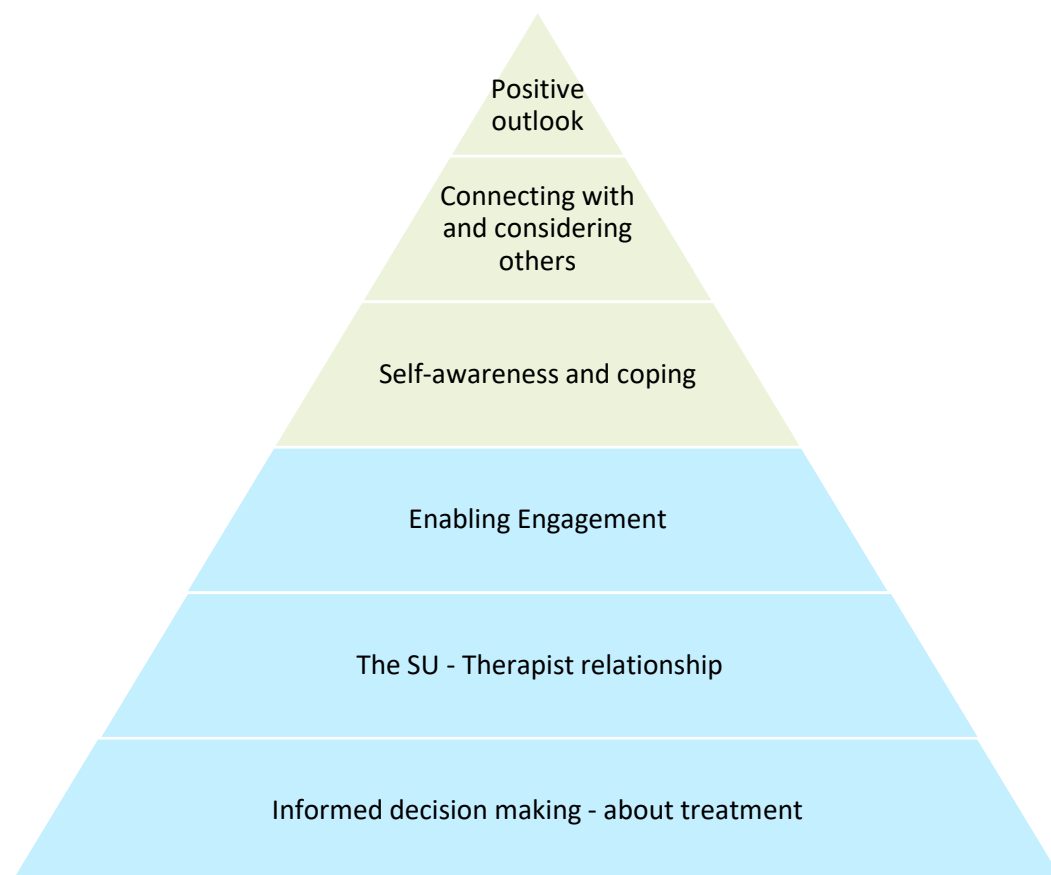 Positive
outlook
Connecting with
and considering
others
Self-awareness and coping
Enabling Engagement
The SU - Therapist relationship
Informed decision making - about treatment